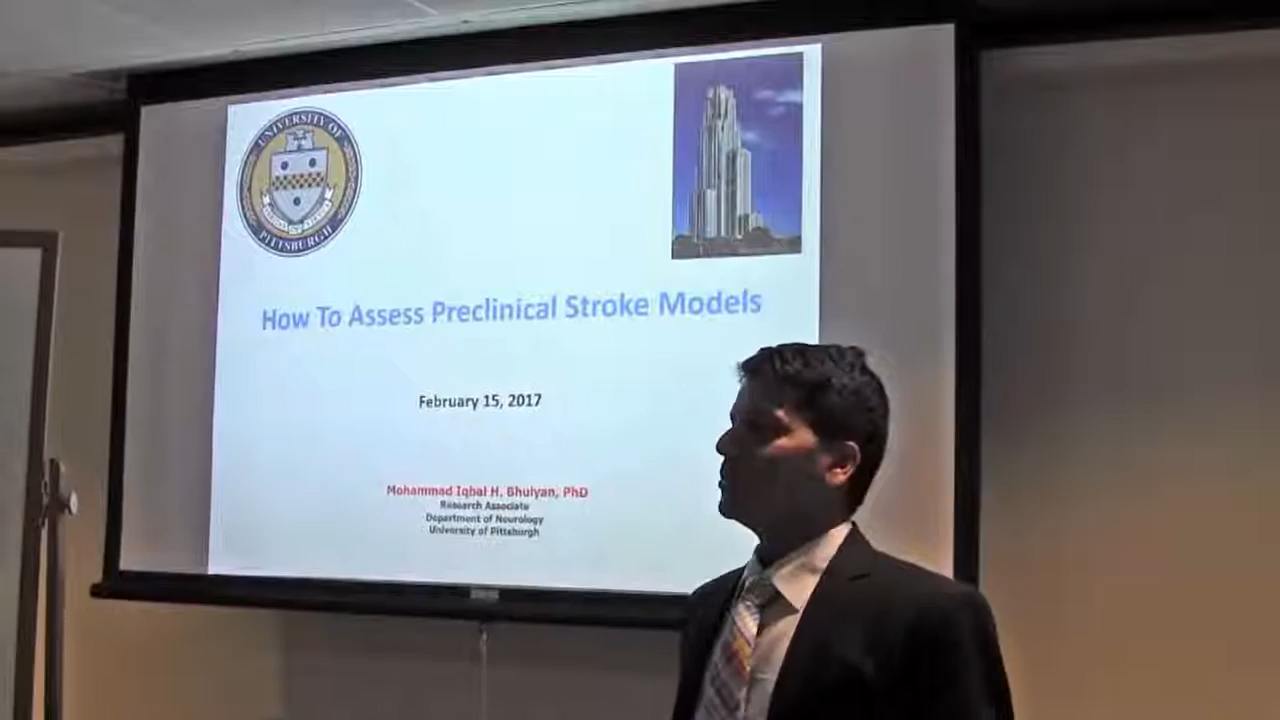 UNIVERSITY OF
PITTSBURGH
How To Assess Preclinical Stroke Models
February 15, 2017
Mohammad Iqbal H. Bhuiyan, PhD
Research Associate
Department of Neurology
University of Pittsburgh